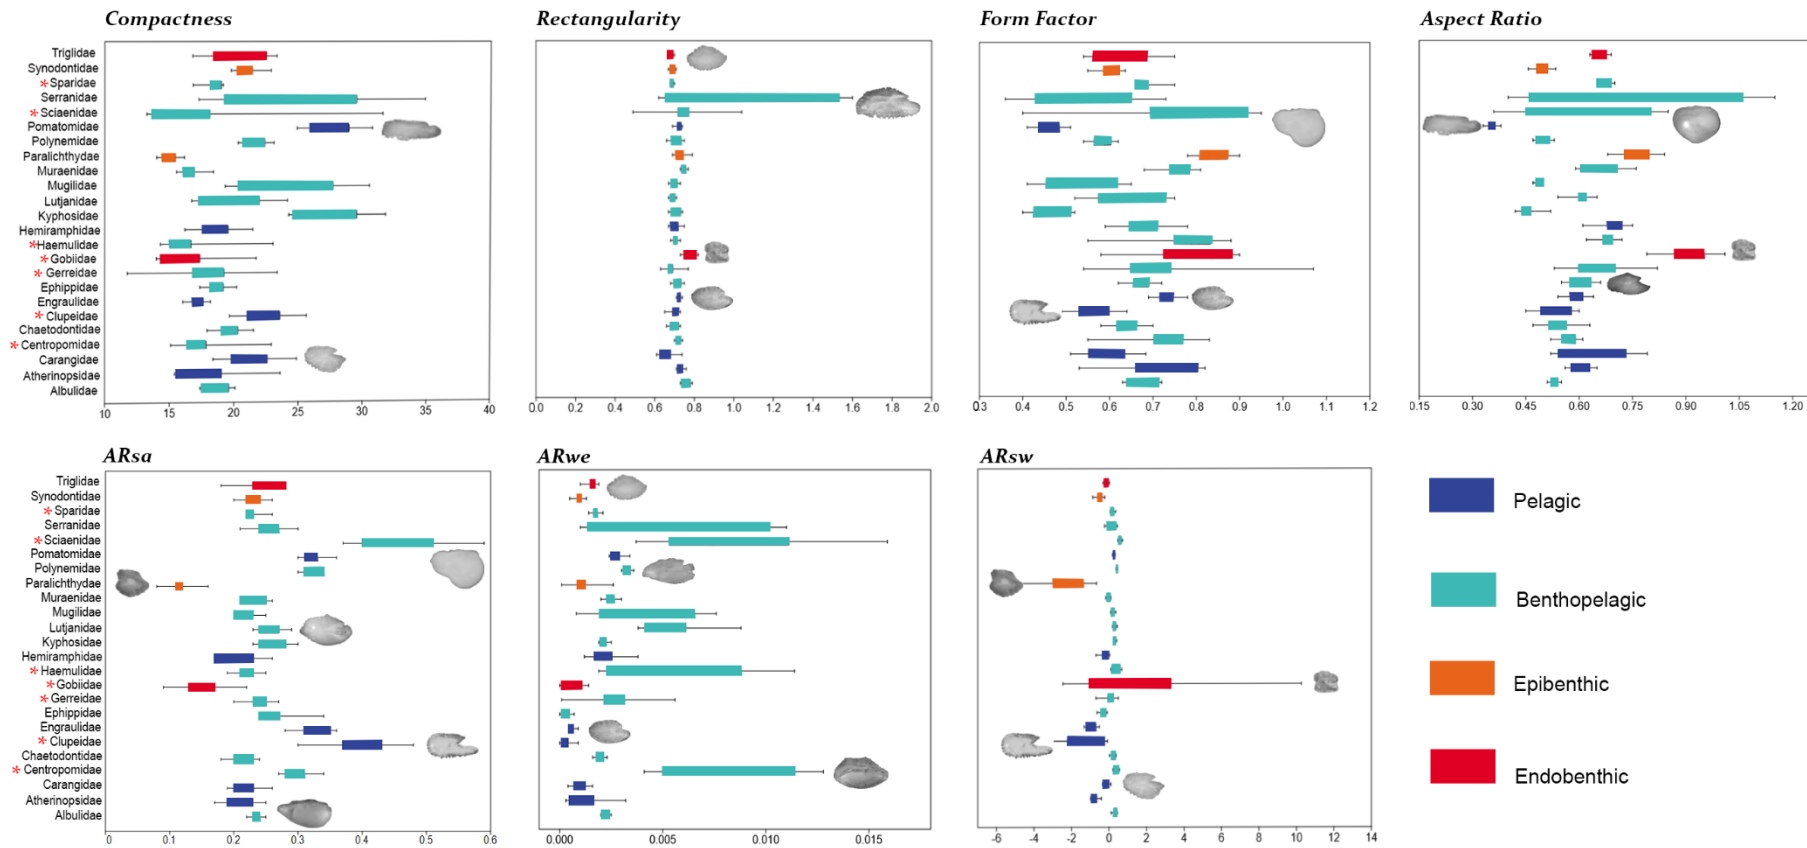 Compactness
Triglidae
Synodontidae
* Sparidae
Serranidae
* Sciaenidae
Pomatomidae
Polynemidae
Paralichthydae
Muraenidae
Mugilidae
Lutjanidae
Kyphosidae
Hemiramphidae
* Haemulidae
* Gobiidae
* Gerreidae
Ephippidae
Engraulidae
* Clupeidae
Chaetodontidae
* Centropomidae
Carangidae
Atherinopsidae
Albulidae
10 15 20 25 30 35 40
Rectangularity
0.0 0.2 0.4 0.6 0.8 1.0 1.2 1.4 1.6 1.8 2.0
Form Factor
0.3 0.4 0.5 0.6 0.7 0.8 0.9 1.0 1.1 1.2
Aspect Ratio
0.15 0.30 0.45 0.60 0.75 0.90 1.05 1.20
ARsa
Triglidae
Synodontidae
* Sparidae
Serranidae
* Sciaenidae
Pomatomidae
Polynemidae
Paralichthydae
Muraenidae
Mugilidae
Lutjanidae
Kyphosidae
Hemiramphidae
* Haemulidae
* Gobiidae
* Gerreidae
Ephippidae
Engraulidae
* Clupeidae
Chaetodontidae
* Centropomidae
Carangidae
Atherinopsidae
Albulidae
0 0.1 0.2 0.3 0.4 0.5 0.6
ARwe
0.000 0.005 0.010 0.015
ARsw
-6 -4 -2 0 2 4 6 8 10 12 14
Pelagic
Benthopelagic
Epibenthic
Endobenthic